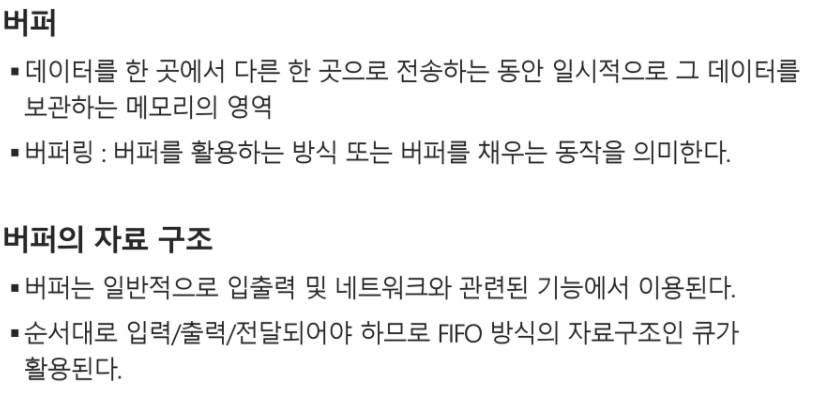 버퍼
▪ 데이터를 한 곳에서 다른 한 곳으로 전송하는 동안 일시적으로 그 데이터를
보관하는 메모리의 영역
▪ 버퍼링 : 버퍼를 활용하는 방식 또는 버퍼를 채우는 동작을 의미한다.
버퍼의 자료 구조
▪ 버퍼는 일반적으로 입출력 및 네트워크와 관련된 기능에서 이용된다.
▪ 순서대로 입력/출력/전달되어야 하므로 FIFO 방식의 자료구조인 큐가
활용된다.